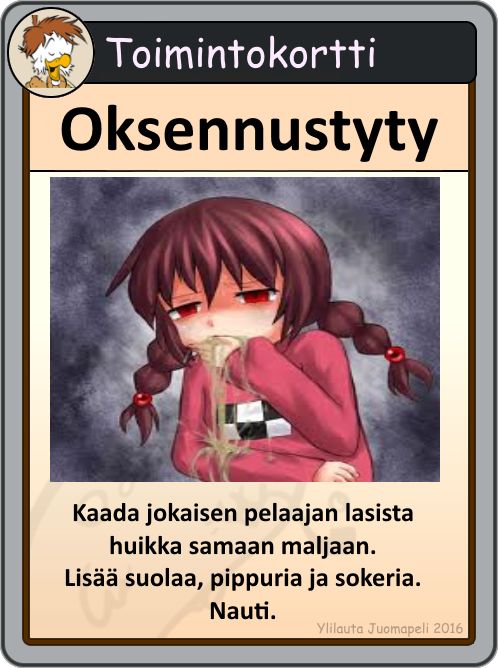 Toimintokortti
Oksennustyty
Kaada jokaisen pelaajan lasista
huikka samaan maljaan.
Lisää suolaa, pippuria ja sokeria.
Nauti.
Ylilauta Juomapeli 2016